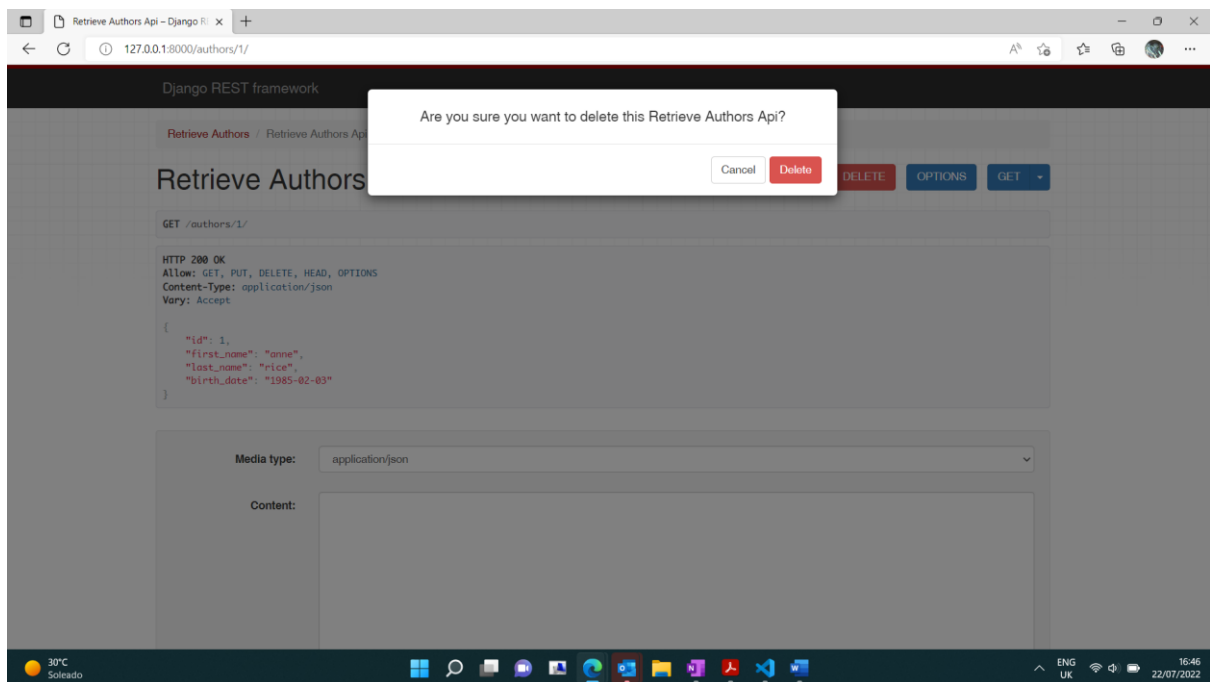 Retrieve Authors Api – Django R
127.0.0.1:8000/authors/1/
Django REST framework
Are you sure you want to delete this Retrieve Authors Api?
Cancel
Delete
Retrieve Authors / Retrieve Authors Api
Retrieve Authors
DELETE
OPTIONS
GET
GET /authors/1/
HTTP 200 OK
Allow: GET, PUT, DELETE, HEAD, OPTIONS
Content-Type: application/json
Vary: Accept
{
"id": 1,
"first_name": "anne",
"last_name": "rice",
"birth_date": "1985-02-03"
}
Media type:
application/json
Content:
30°C
Soleado
ENG
UK
16:46
22/07/2022